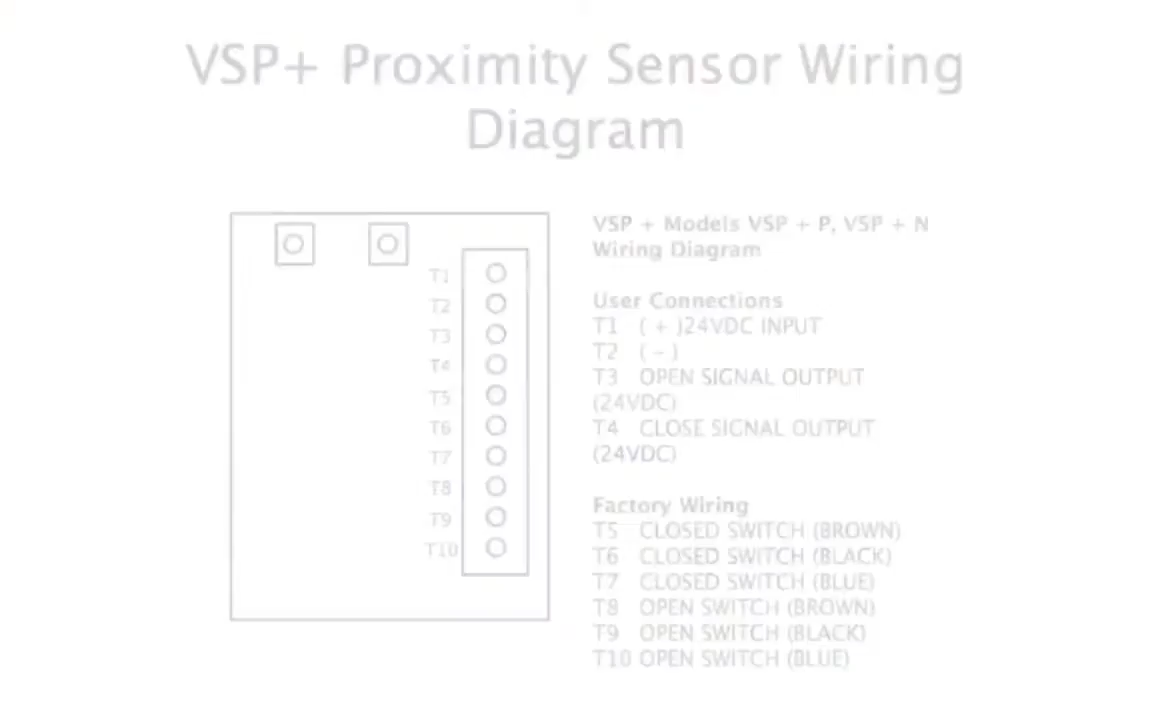 VSP+ Proximity Sensor Wiring
Diagram
T1
T2
T3
T4
T5
T6
T7
T8
T9
T10
VSP + Models VSP + P, VSP + N
Wiring Diagram
User Connections
T1 ( + )24VDC INPUT
T2 ( - )
T3 OPEN SIGNAL OUTPUT
(24VDC)
T4 CLOSE SIGNAL OUTPUT
(24VDC)
Factory Wiring
T5 CLOSED SWITCH (BROWN)
T6 CLOSED SWITCH (BLACK)
T7 CLOSED SWITCH (BLUE)
T8 OPEN SWITCH (BROWN)
T9 OPEN SWITCH (BLACK)
T10 OPEN SWITCH (BLUE)